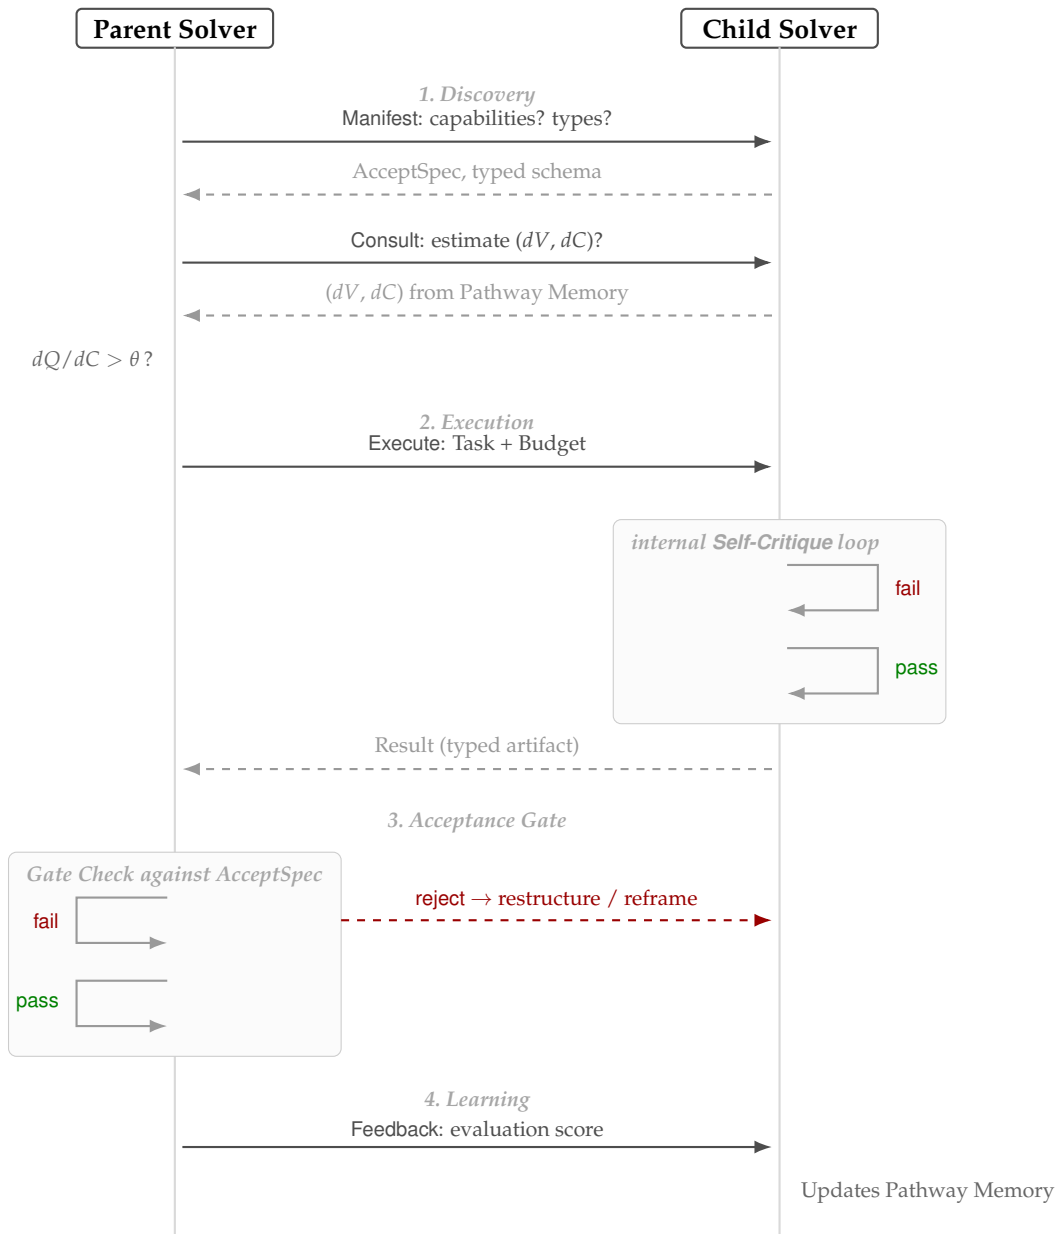 Parent Solver
Child Solver
1. Discovery
Manifest: capabilities? types?
AcceptSpec, typed schema
Consult: estimate (dV, dC)?
(dV, dC) from Pathway Memory
dQ/dC > θ ?
2. Execution
Execute: Task + Budget
internal Self-Critique loop
fail
pass
Result (typed artifact)
3. Acceptance Gate
Gate Check against AcceptSpec
reject → restructure / reframe
fail
pass
4. Learning
Feedback: evaluation score
Updates Pathway Memory